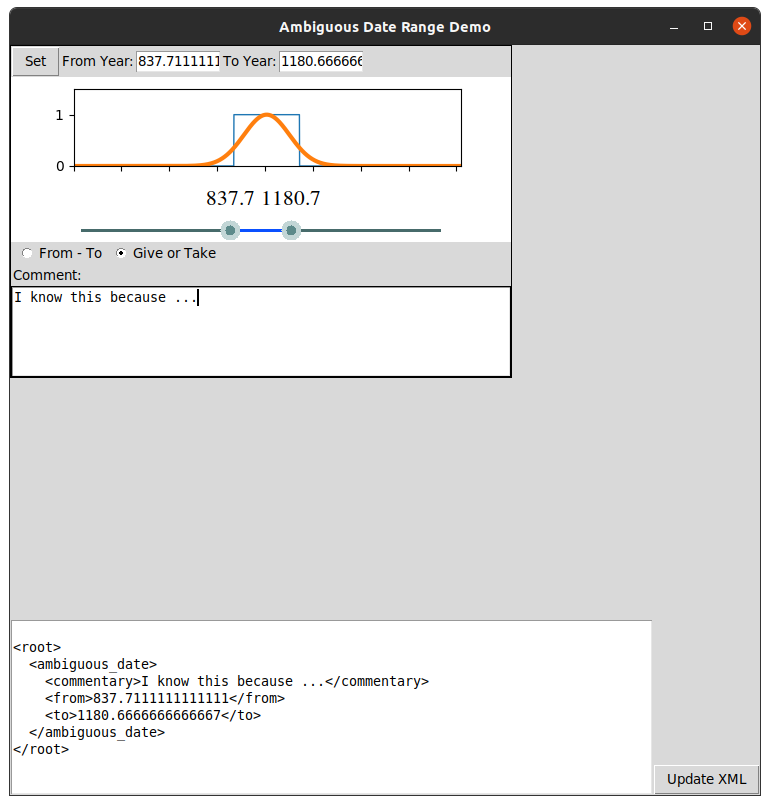 Ambiguous Date Range Demo
Set From Year: 837.7111111 To Year: 1180.666666
1
0
837.7 1180.7
From - To Give or Take
Comment:
I know this because ...
<root>
<ambiguous_date>
<commentary>I know this because ...</commentary>
<from>837.7111111111111</from>
<to>1180.6666666666667</to>
</ambiguous_date>
</root>
Update XML